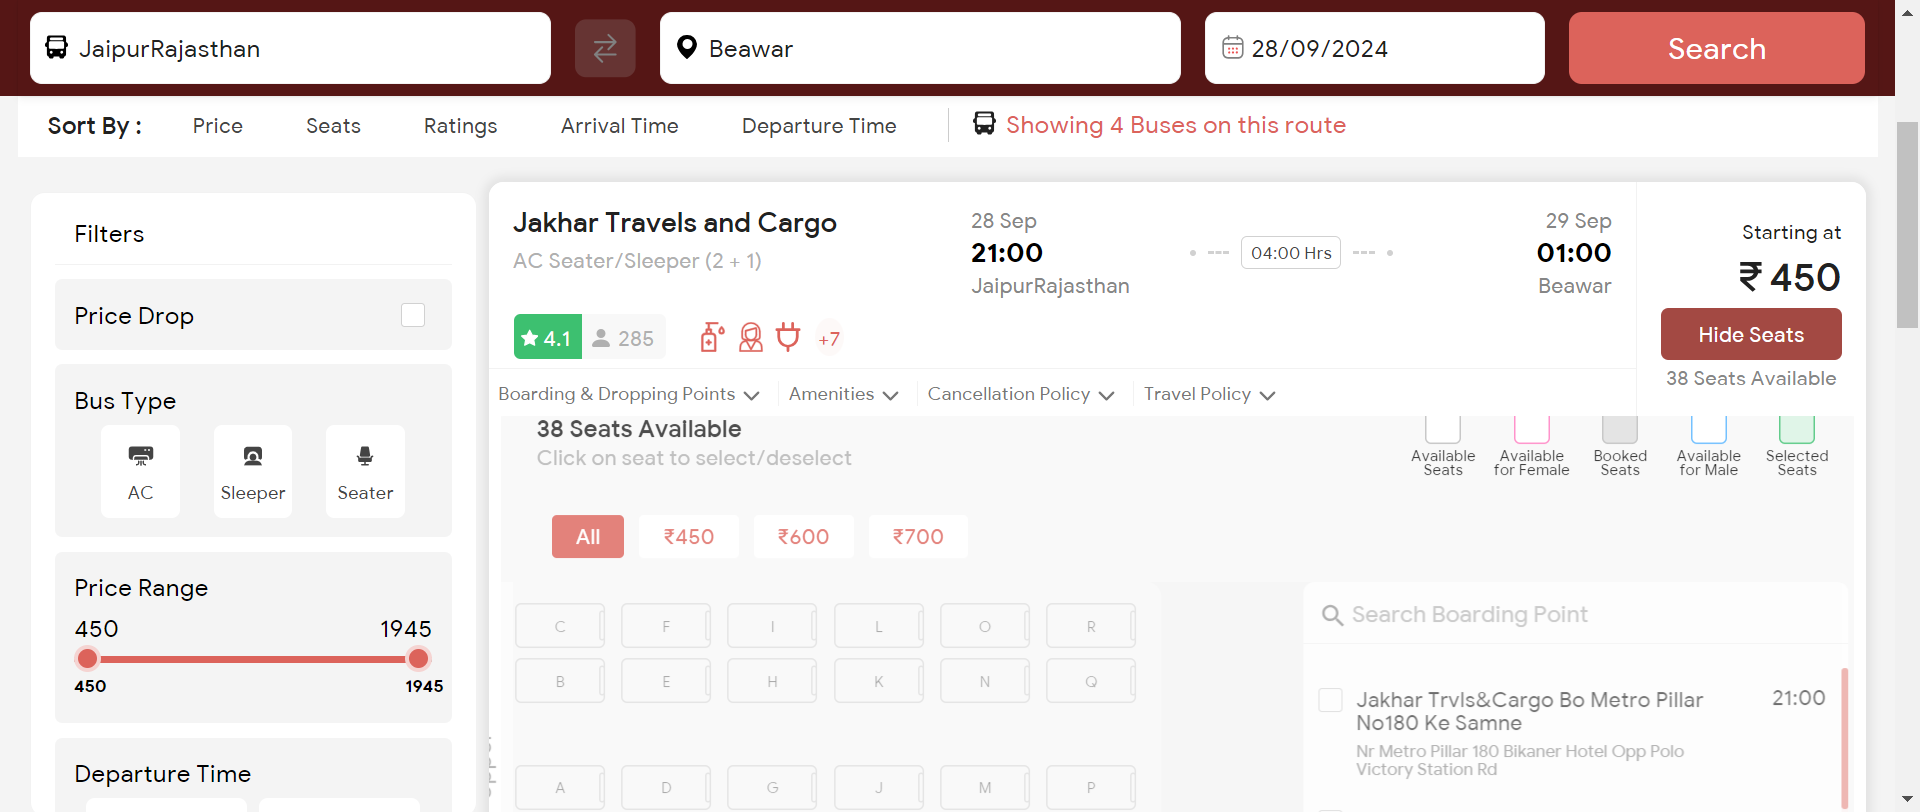 JaipurRajasthan
Beawar
28/09/2024
Search
Sort By :
Price
Seats
Ratings
Arrival Time
Departure Time
Showing 4 Buses on this route
Filters
Price Drop
Bus Type
AC
Sleeper
Seater
Price Range
450
1945
450
1945
Departure Time
Jakhar Travels and Cargo
AC Seater/Sleeper (2 + 1)
4.1
285
+7
28 Sep
21:00
JaipurRajasthan
04:00 Hrs
29 Sep
01:00
Beawar
Starting at
₹ 450
Hide Seats
38 Seats Available
Boarding & Dropping Points
Amenities
Cancellation Policy
Travel Policy
38 Seats Available
Click on seat to select/deselect
Available
Seats
Available
for Female
Booked
Seats
Available
for Male
Selected
Seats
All
₹450
₹600
₹700
C F I L O R
B E H K N Q
A D G J M P
Search Boarding Point
Jakhar Trvls&Cargo Bo Metro Pillar
No180 Ke Samne
21:00
Nr Metro Pillar 180 Bikaner Hotel Opp Polo
Victory Station Rd